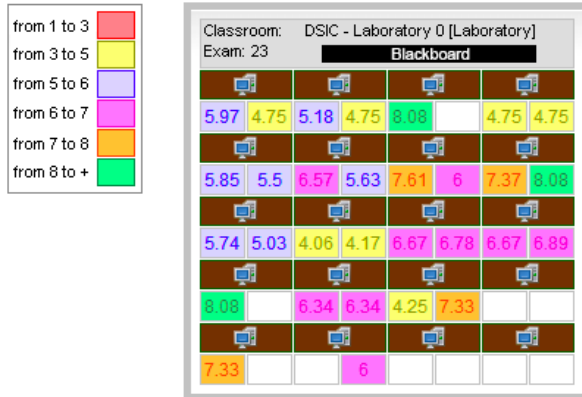 from 1 to 3
from 3 to 5
from 5 to 6
from 6 to 7
from 7 to 8
from 8 to +
Classroom: DSIC - Laboratory 0 [Laboratory]
Exam: 23 Blackboard
5.97 4.75 5.18 4.75 8.08 4.75 4.75
5.85 5.5 6.57 5.63 7.61 6 7.37 8.08
5.74 5.03 4.06 4.17 6.67 6.78 6.67 6.89
8.08 6.34 6.34 4.25 7.33
7.33 6